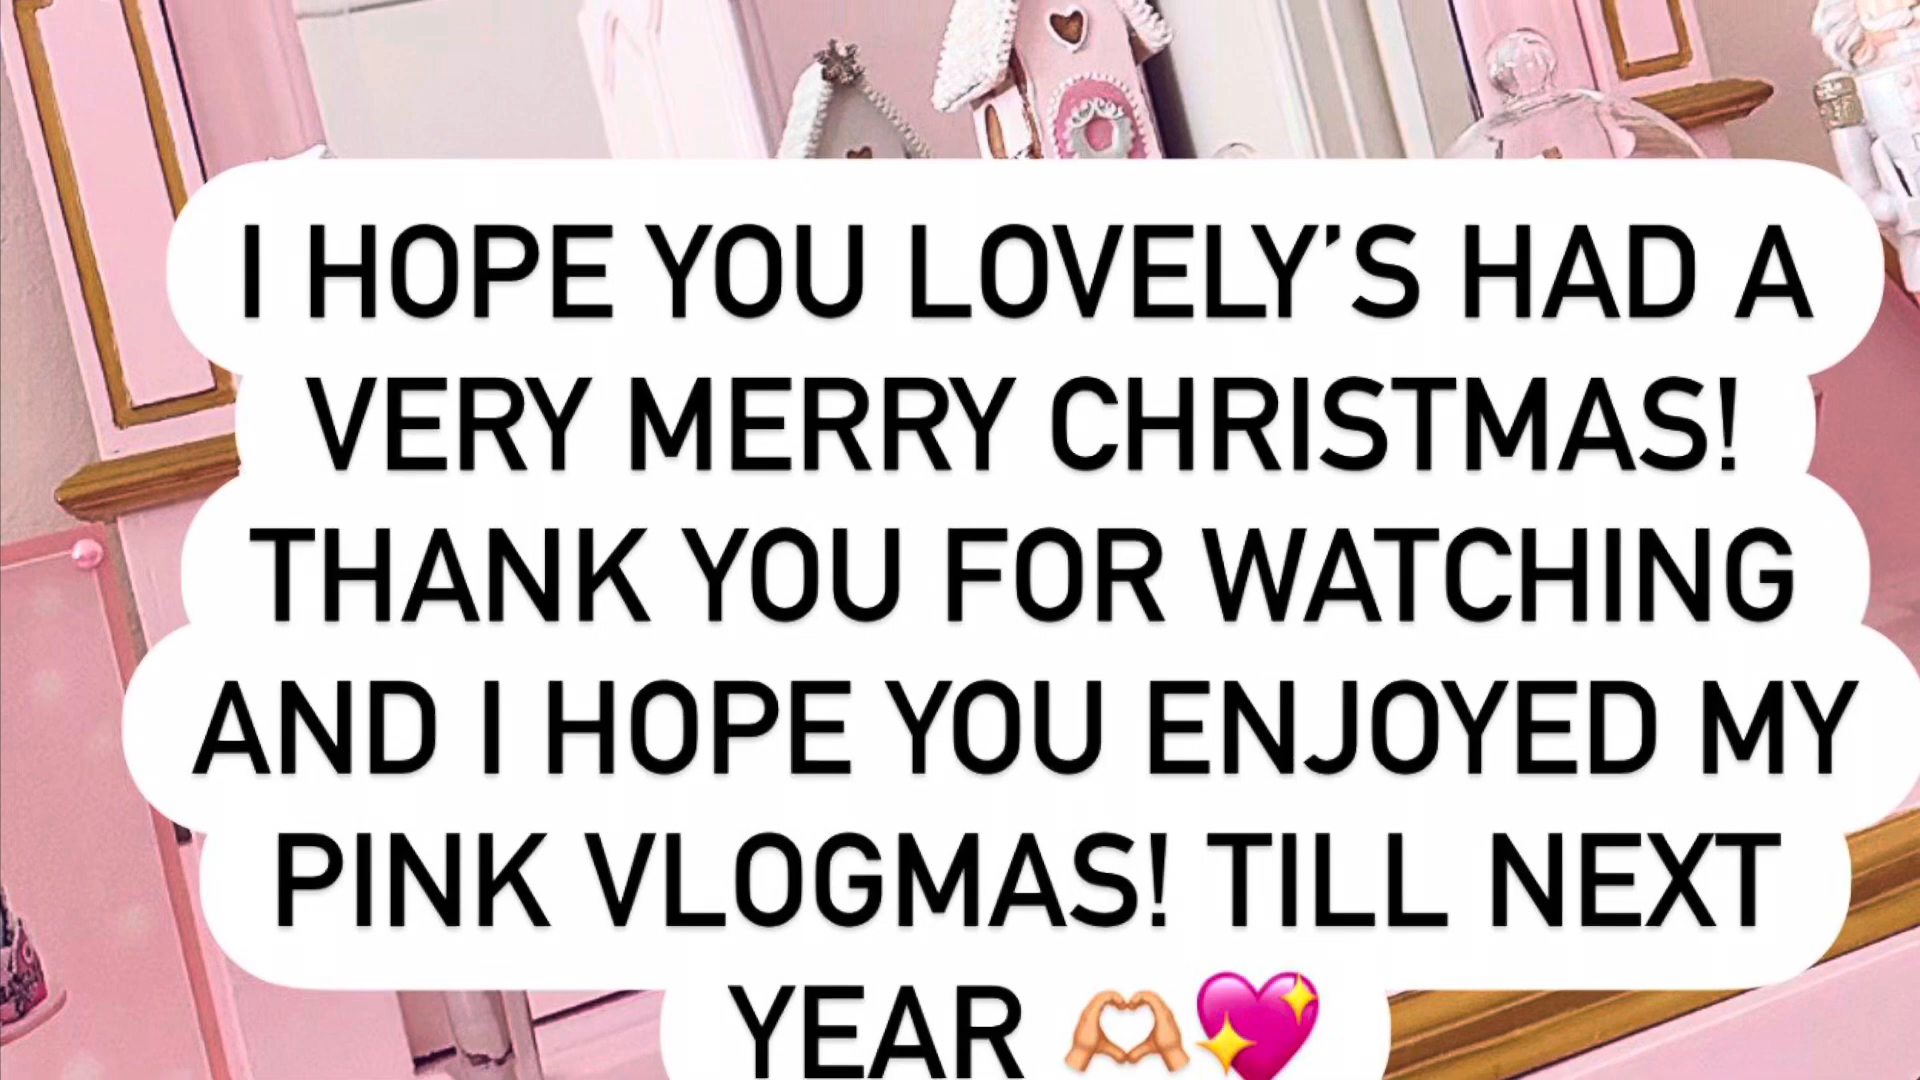 I HOPE YOU LOVELY’S HAD A
VERY MERRY CHRISTMAS!
THANK YOU FOR WATCHING
AND I HOPE YOU ENJOYED MY
PINK VLOGMAS! TILL NEXT
YEAR 🫶🏼💖